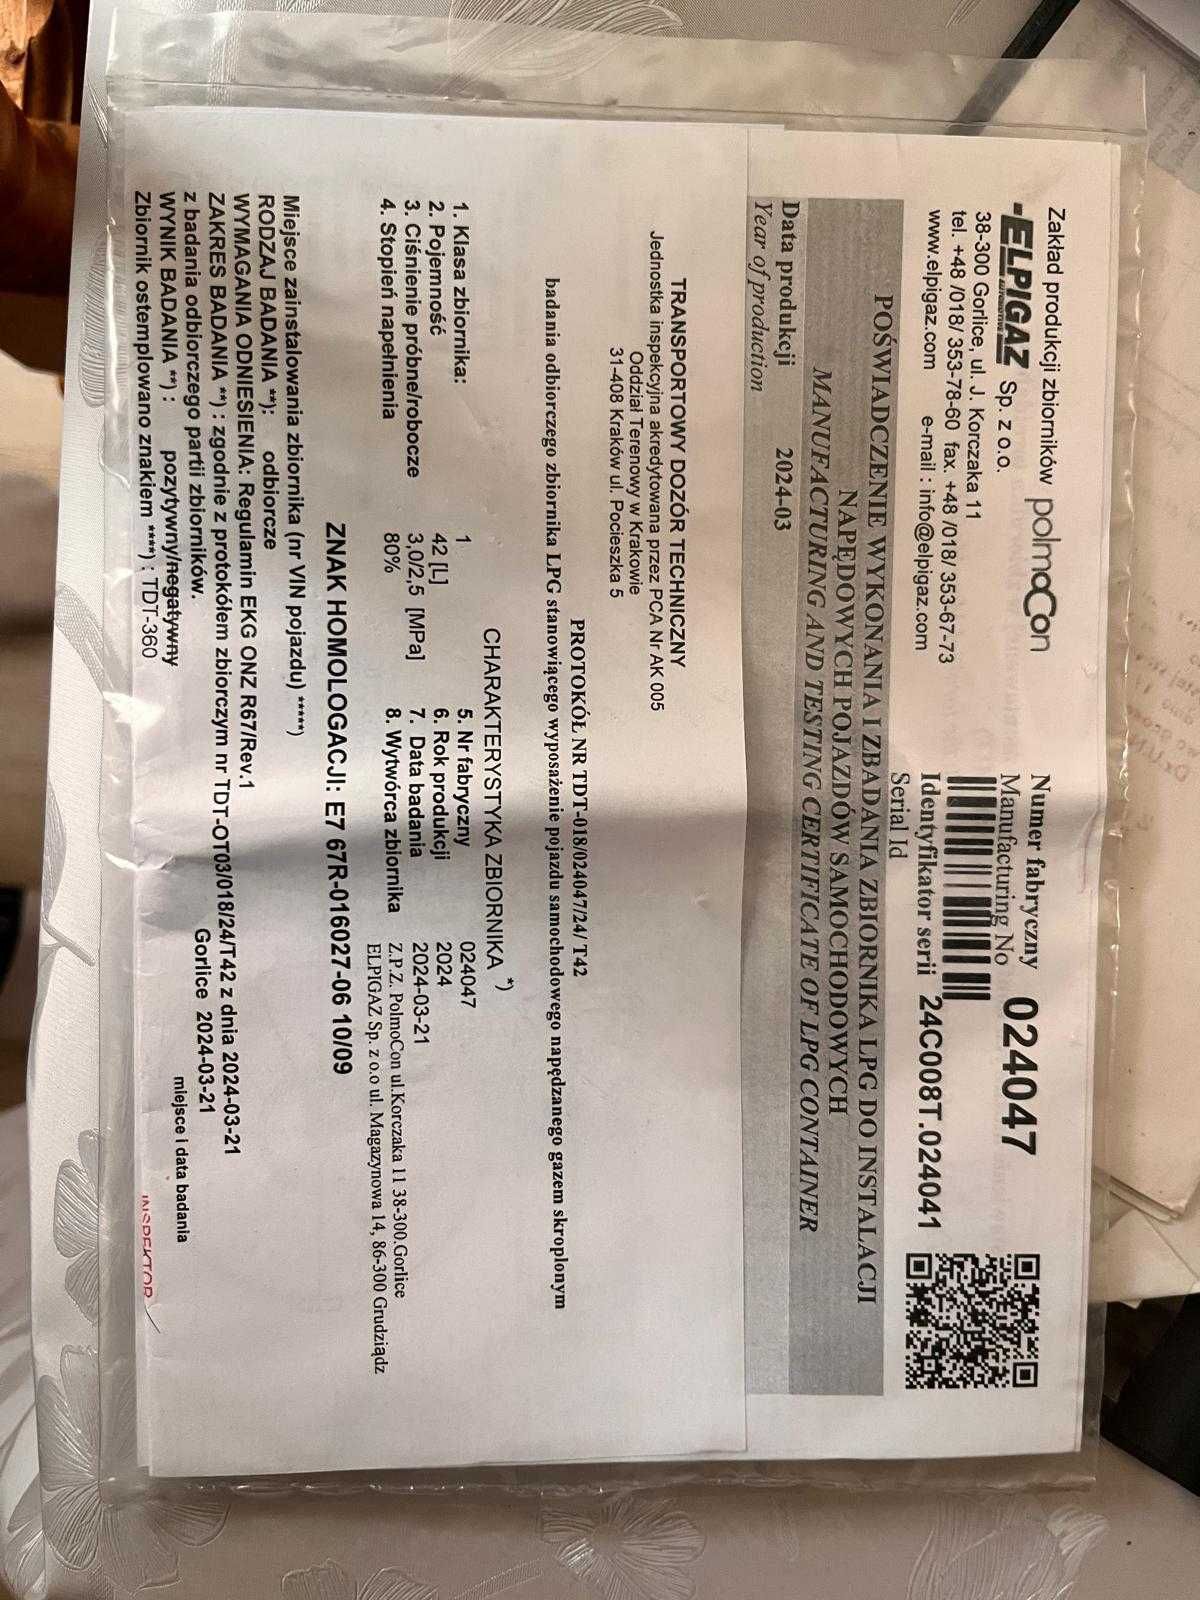 Zakład produkcji zbiorników polmoCon
ELPIGAZ Sp. z o.o.
38-300 Gorlice, ul. J. Korczaka 11
tel. +48 /018/ 353-78-60 fax. +48 /018/ 353-67-73
www.elpigaz.com e-mail : info@elpigaz.com
Numer fabryczny 024047
Manufacturing No
Identyfikator serii 24C008T.024041
Serial Id
POŚWIADCZENIE WYKONANIA I ZBADANIA ZBIORNIKA LPG DO INSTALACJI
NAPĘDOWYCH POJAZDÓW SAMOCHODOWYCH
MANUFACTURING AND TESTING CERTIFICATE OF LPG CONTAINER
Data produkcji 2024-03
Year of production
TRANSPORTOWY DOZÓR TECHNICZNY
Jednostka inspekcyjna akredytowana przez PCA Nr AK 005
Oddział Terenowy w Krakowie
31-408 Kraków ul. Pocieszka 5
PROTOKÓŁ NR TDT-018/024047/24/ T42
badania odbiorczego zbiornika LPG stanowiącego wyposażenie pojazdu samochodowego napędzanego gazem skroplonym
CHARAKTERYSTYKA ZBIORNIKA *)
1. Klasa zbiornika: 1 5. Nr fabryczny 024047
2. Pojemność 42 [L] 6. Rok produkcji 2024
3. Ciśnienie próbne/robocze 3,0/2,5 [MPa] 7. Data badania 2024-03-21
4. Stopień napełnienia 80% 8. Wytwórca zbiornika Z.P.Z. PolmoCon ul.Korczaka 11 38-300.Gorlice
ELPIGAZ Sp. z o.o ul. Magazynowa 14, 86-300 Grudziądz
ZNAK HOMOLOGACJI: E7 67R-016027-06 10/09
Miejsce zainstalowania zbiornika (nr VIN pojazdu) *****)
RODZAJ BADANIA **): odbiorcze
WYMAGANIA ODNIESIENIA: Regulamin EKG ONZ R67/Rev.1
ZAKRES BADANIA **) : zgodnie z protokółem zbiorczym nr TDT-OT03/018/24/T42 z dnia 2024-03-21
z badania odbiorczego partii zbiorników. Gorlice 2024-03-21
WYNIK BADANIA **) : pozytywny/negatywny miejsce i data badania
Zbiornik ostemplowano znakiem ****) : TDT-360
INSPEKTOR